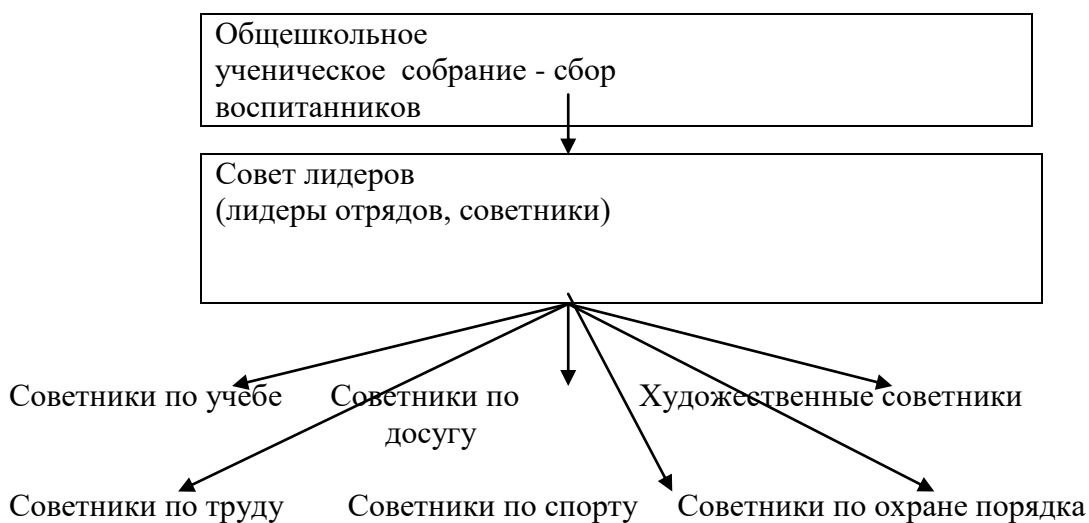 Общешкольное
ученическое собрание - сбор
воспитанников
Совет лидеров
(лидеры отрядов, советники)
Советники по учебе
Советники по
досугу
Художественные советники
Советники по труду
Советники по спорту
Советники по охране порядка